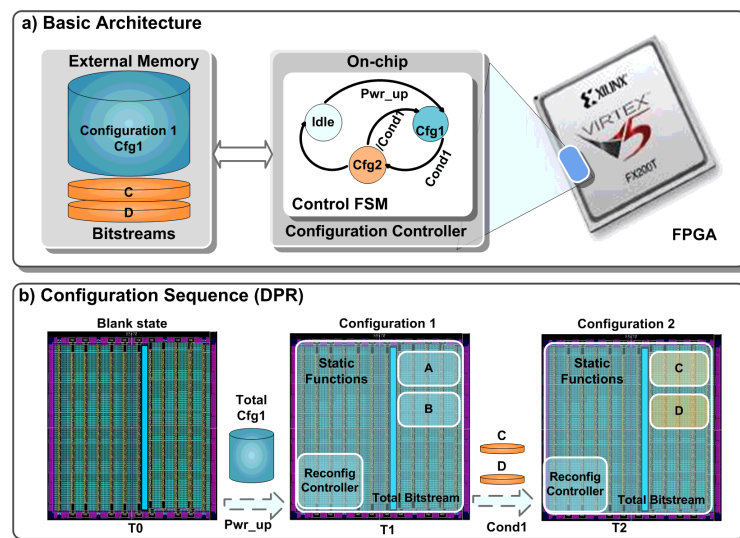 a) Basic Architecture
External Memory
Configuration 1
Cfg1
C
D
Bitstreams
On-chip
Pwr_up
Idle
Cfg1
/Cond1
Cfg2
Cond1
Control FSM
Configuration Controller
XILINX
VIRTEX
5
FX200T
FPGA
b) Configuration Sequence (DPR)
Blank state
Configuration 1
Configuration 2
Static
Functions
A
B
Total
Cfg1
Reconfig
Controller
Total Bitstream
Pwr_up
C
D
Cond1
Static
Functions
C
D
Reconfig
Controller
Total Bitstream
T0
T1
T2